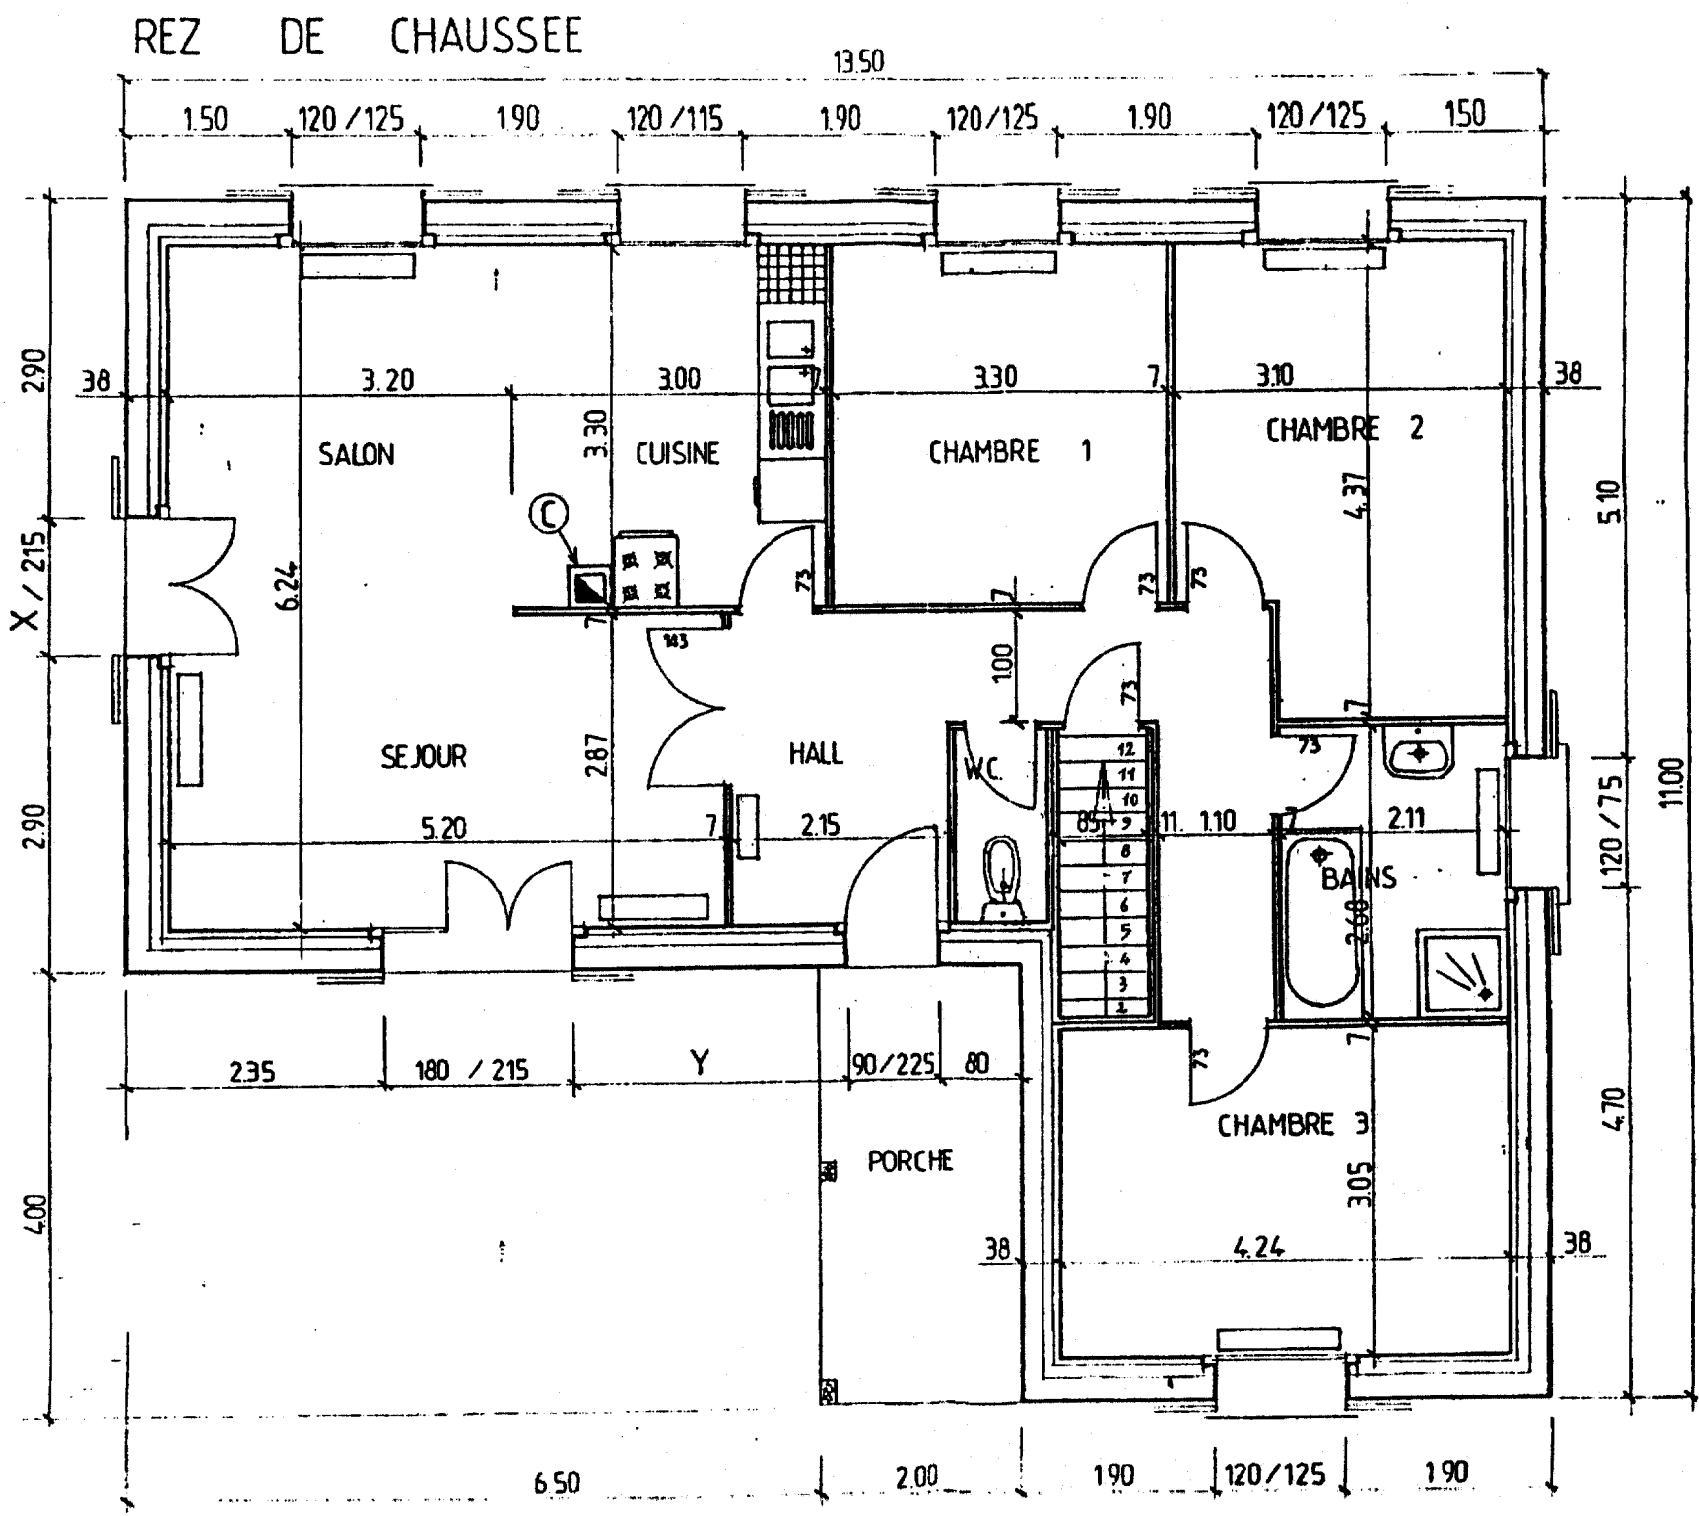 REZ DE CHAUSSEE
13.50
1.50 120/125 1.90 120/115 1.90 120/125 1.90 120/125 150
2.90 38 3.20 3.00 7 3.30 7 3.10 38
3.30
SALON CUISINE CHAMBRE 1 CHAMBRE 2
4.37 5.10
C
X / 215 6.24 73 73 73
7 7
143 1.00 73 7
SEJOUR 2.87 HALL W.C. 73
12
11
10
9
8
7
6
5
4
3
2
2.90 5.20 7 2.15 85 11 1.10 7 2.11 120/75 11.00
BAINS
2.60
2.35 180 / 215 Y 90/225 80 73 7
4.70
CHAMBRE 3
PORCHE
3.05
4.00 38 4.24 38
6.50 2.00 190 120/125 190